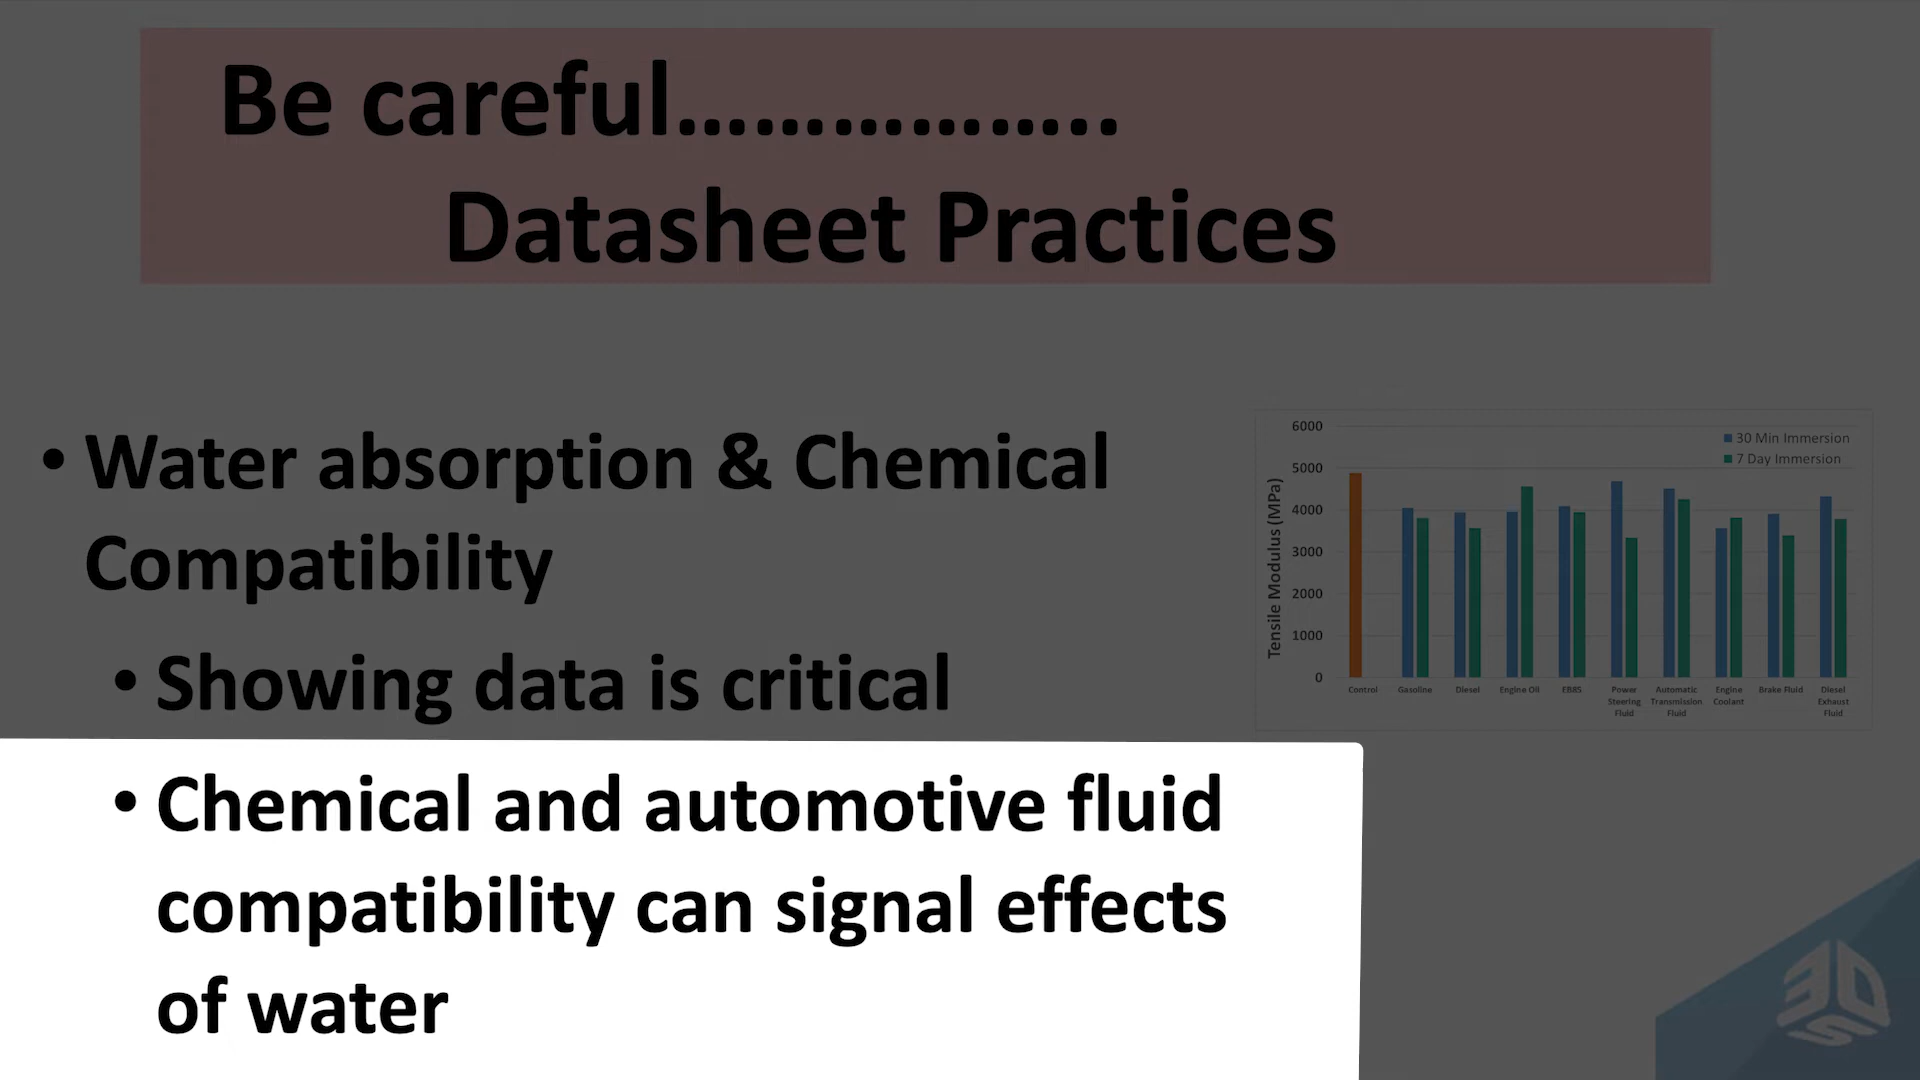 Be careful……………..
Datasheet Practices
• Water absorption & Chemical
Compatibility
• Showing data is critical
• Chemical and automotive fluid
compatibility can signal effects
of water
6000
5000
4000
3000
2000
1000
0
Tensile Modulus (MPa)
30 Min Immersion
7 Day Immersion
Control
Gasoline
Diesel
Engine Oil
EB85
Power
Steering
Fluid
Automatic
Transmission
Fluid
Engine
Coolant
Brake Fluid
Diesel
Exhaust
Fluid
3DS